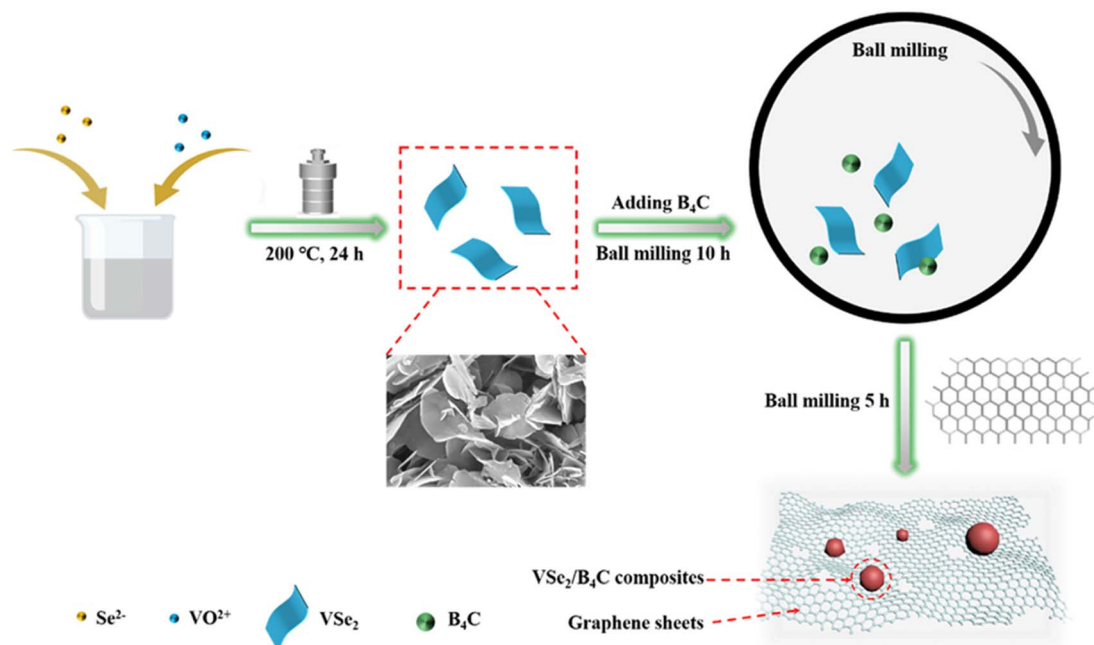 Ball milling
200 °C, 24 h
Adding B₄C
Ball milling 10 h
Ball milling 5 h
VSe₂/B₄C composites
Graphene sheets
Se²⁻
VO²⁺
VSe₂
B₄C